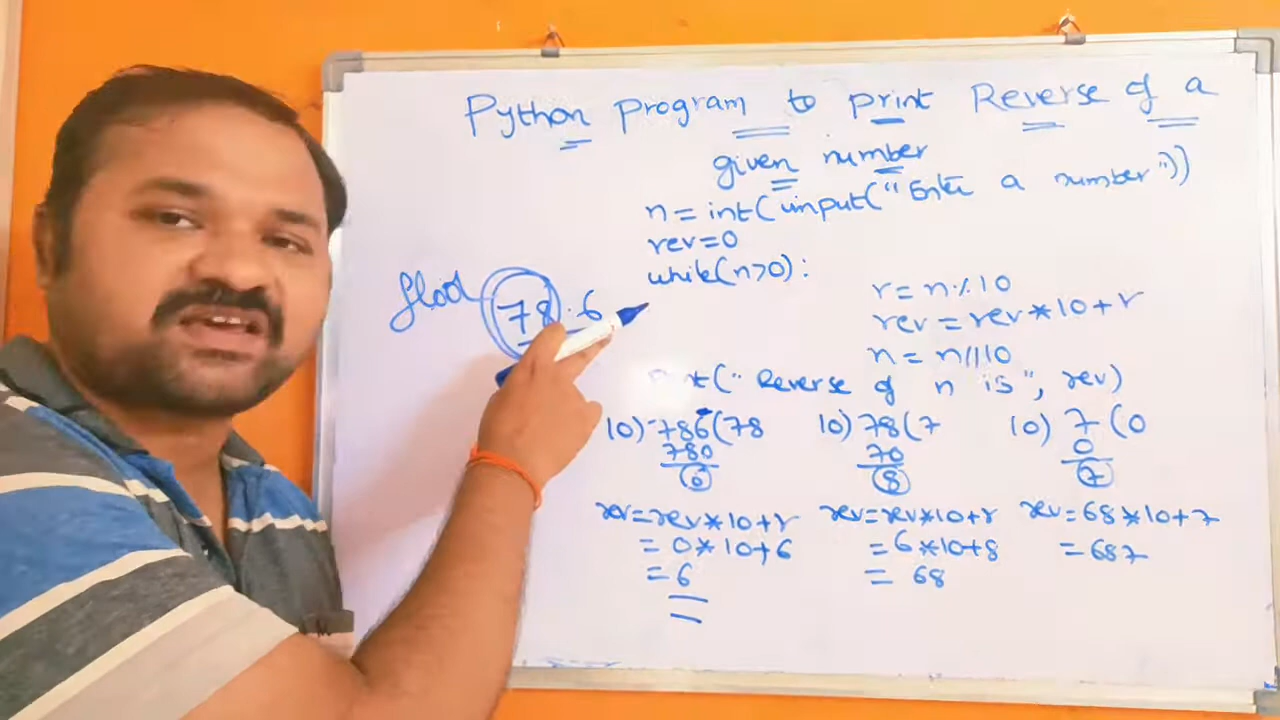 Python program to print Reverse of a
given number
n = int(input("Enter a number"))
rev=0
while(n>0):
r = n % 10
rev = rev * 10 + r
n = n//10
("Reverse of n is", rev)
78.6
10) 786 (78
780
6
10) 78 (7
70
8
10) 7 (0
0
7
rev=rev*10+r
= 0*10+6
= 6
rev=rev*10+r
=6*10+8
= 68
rev=68*10+7
=687